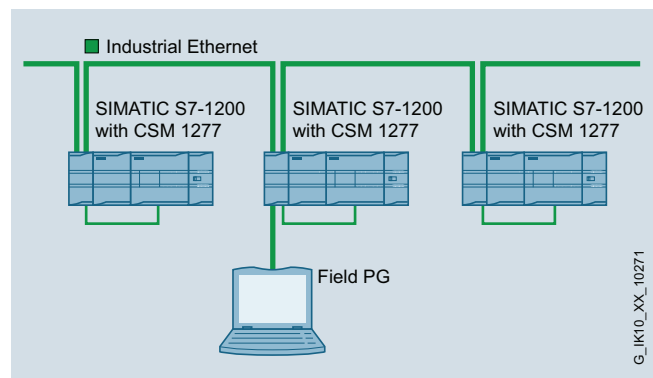 Industrial Ethernet
SIMATIC S7-1200
with CSM 1277
SIMATIC S7-1200
with CSM 1277
SIMATIC S7-1200
with CSM 1277
Field PG
G_IK10_XX_10271